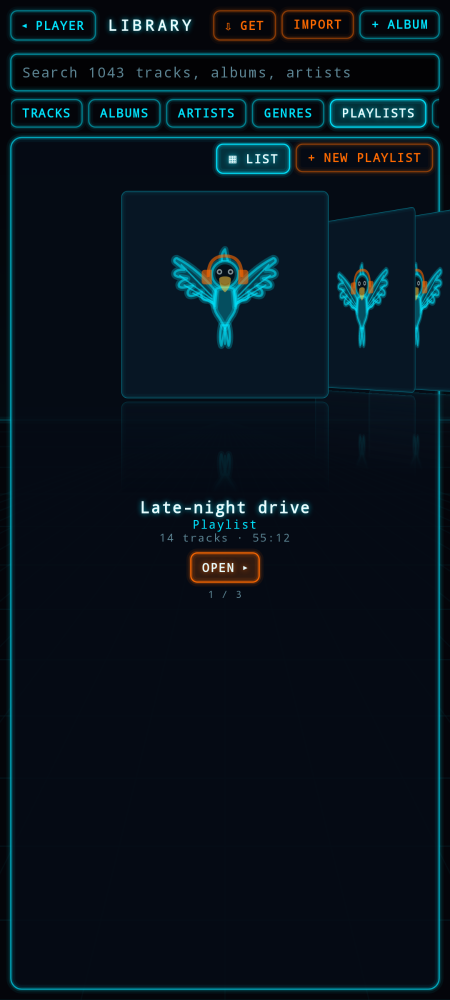 ◂ PLAYER LIBRARY ⇩ GET IMPORT + ALBUM
Search 1043 tracks, albums, artists
TRACKS ALBUMS ARTISTS GENRES PLAYLISTS
▦ LIST + NEW PLAYLIST
Late-night drive
Playlist
14 tracks · 55:12
OPEN ▸
1 / 3